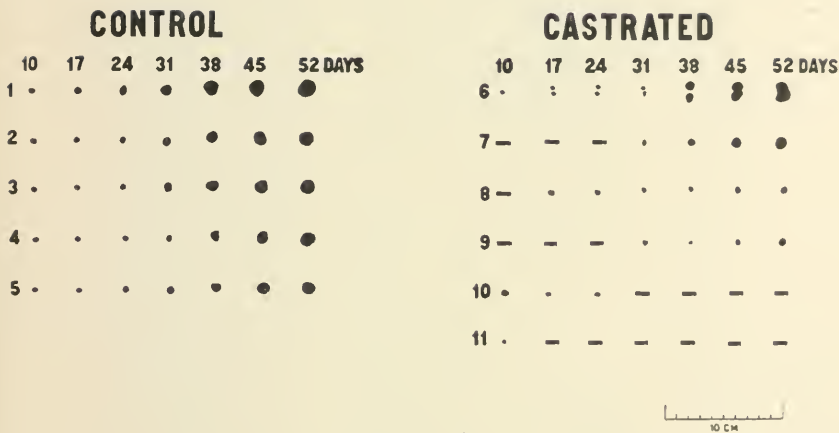 CONTROL
10 17 24 31 38 45 52 DAYS
1
2
3
4
5
CASTRATED
10 17 24 31 38 45 52 DAYS
6
7 — — —
8 —
9 — — —
10 — — — —
11 — — — — — —
10 CM